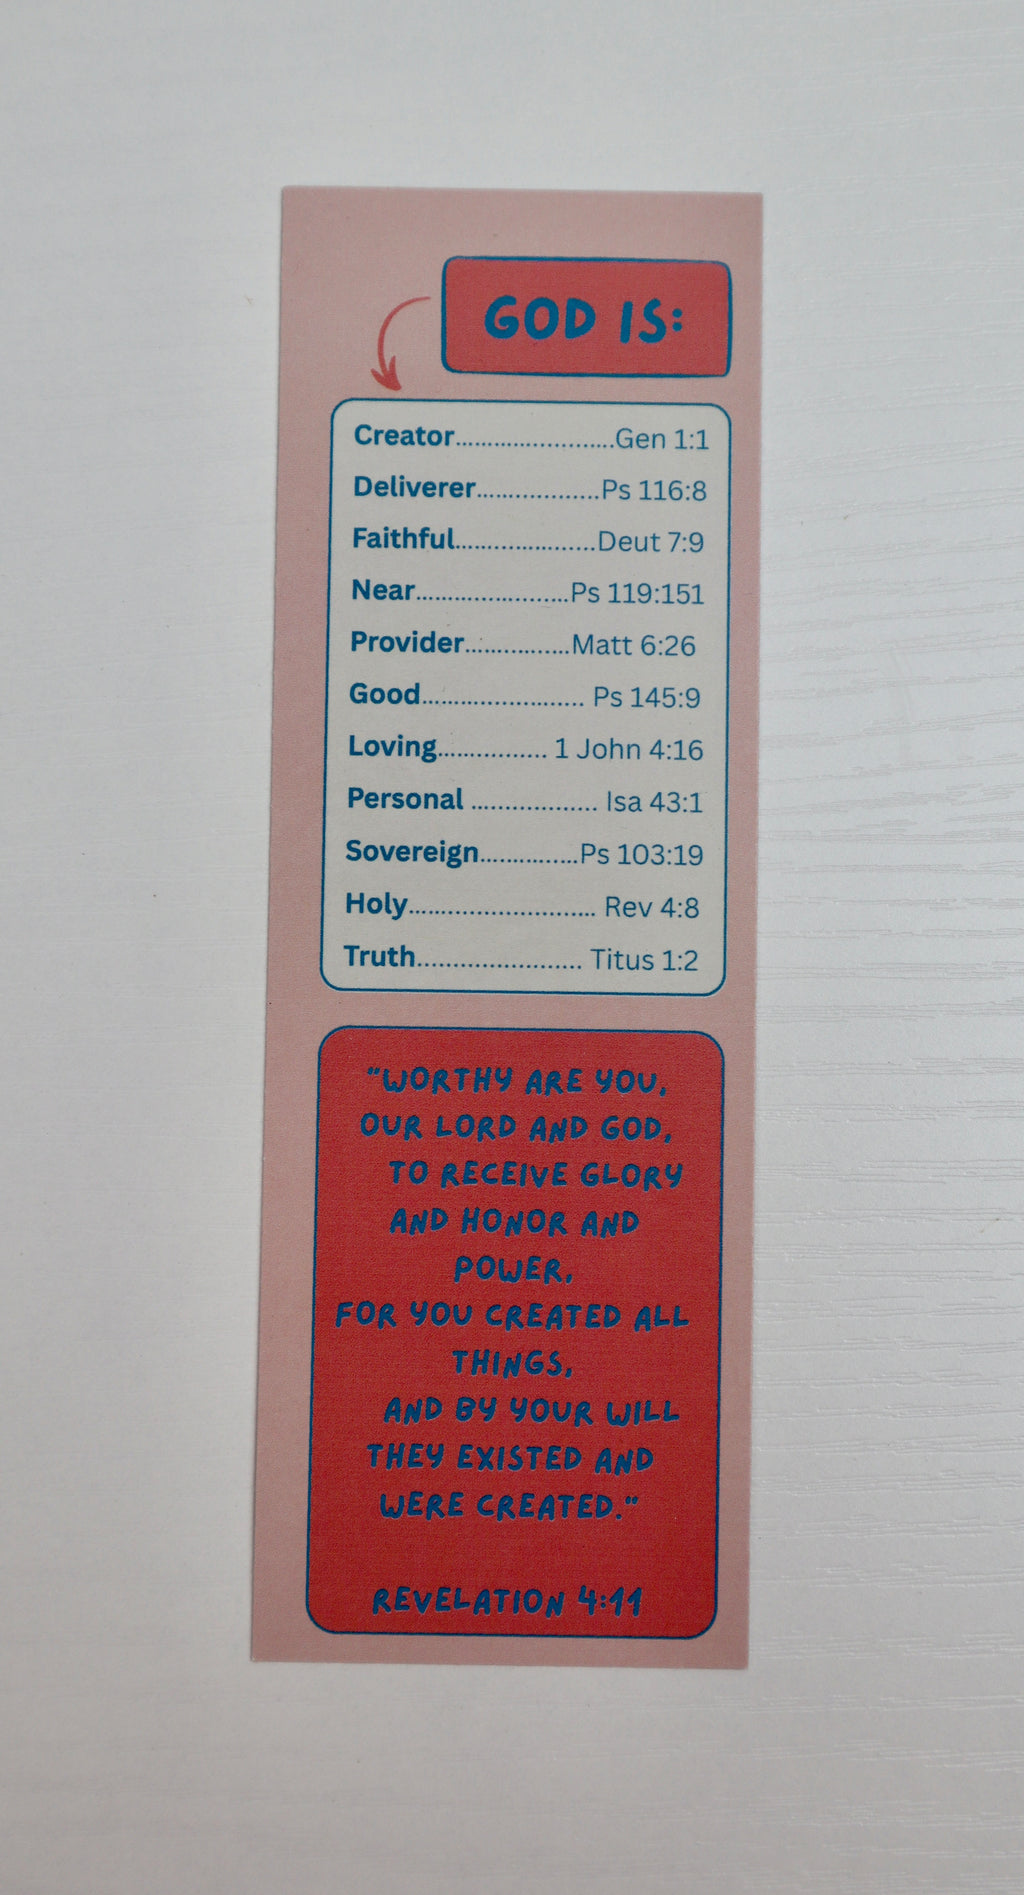 GOD IS:
Creator.........................Gen 1:1
Deliverer...................Ps 116:8
Faithful......................Deut 7:9
Near........................Ps 119:151
Provider................Matt 6:26
Good......................... Ps 145:9
Loving................. 1 John 4:16
Personal .................... Isa 43:1
Sovereign...............Ps 103:19
Holy............................. Rev 4:8
Truth.......................... Titus 1:2
"WORTHY ARE YOU,
OUR LORD AND GOD,
TO RECEIVE GLORY
AND HONOR AND
POWER,
FOR YOU CREATED ALL
THINGS,
AND BY YOUR WILL
THEY EXISTED AND
WERE CREATED."
REVELATION 4:11